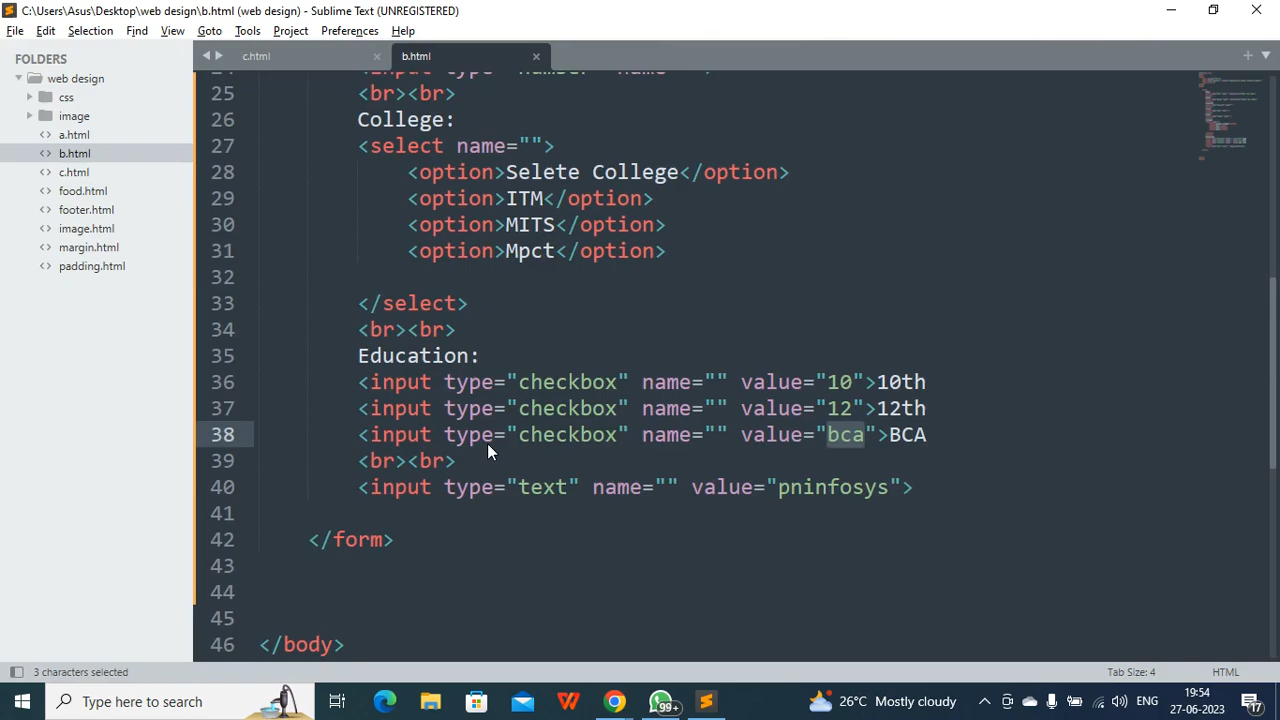 C:\Users\Asus\Desktop\web design\b.html (web design) - Sublime Text (UNREGISTERED)
File Edit Selection Find View Goto Tools Project Preferences Help
FOLDERS
web design
css
image
a.html
b.html
c.html
food.html
footer.html
image.html
margin.html
padding.html
c.html b.html
25 <br><br>
26 College:
27 <select name="">
28 <option>Selete College</option>
29 <option>ITM</option>
30 <option>MITS</option>
31 <option>Mpct</option>
32
33 </select>
34 <br><br>
35 Education:
36 <input type="checkbox" name="" value="10">10th
37 <input type="checkbox" name="" value="12">12th
38 <input type="checkbox" name="" value="bca">BCA
39 <br><br>
40 <input type="text" name="" value="pninfosys">
41
42 </form>
43
44
45
46 </body>
3 characters selected Tab Size: 4 HTML
Type here to search 99+ 26°C Mostly cloudy ENG 19:54 27-06-2023 17